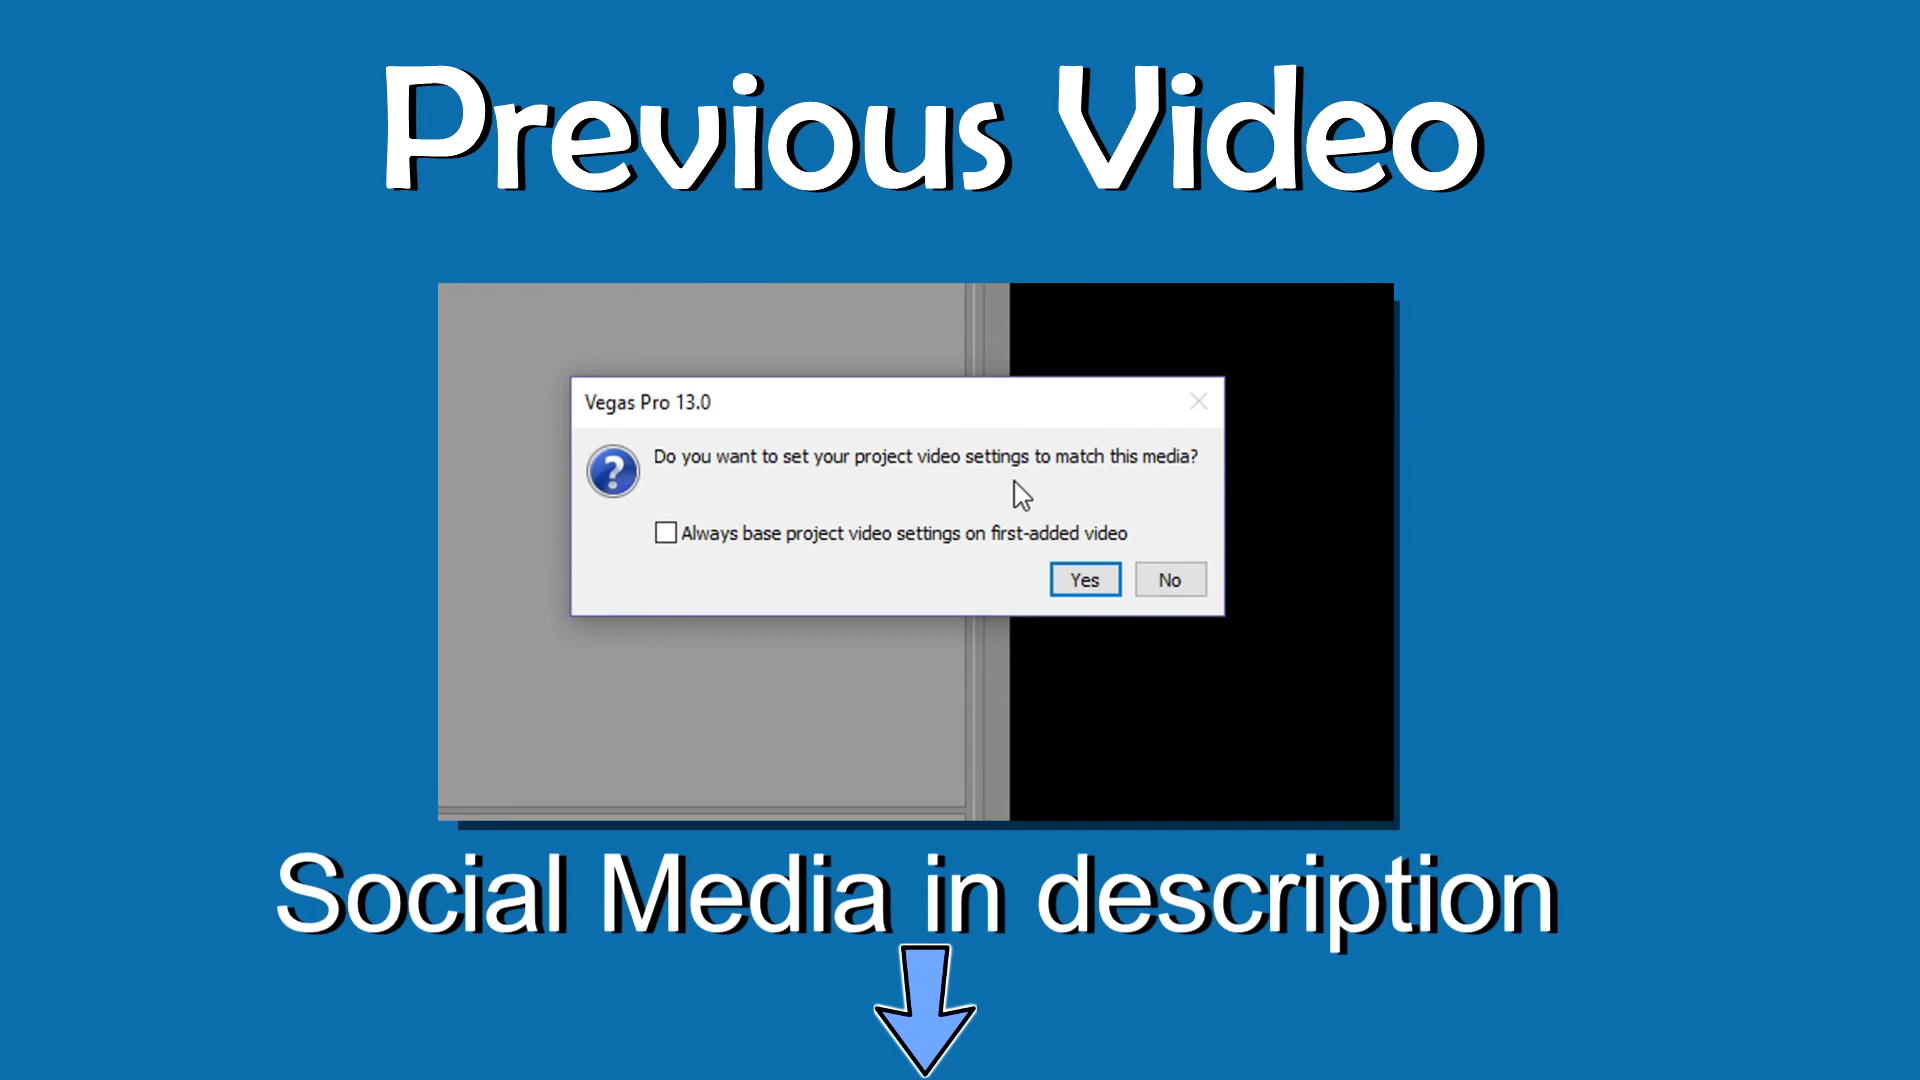 Previous Video
Vegas Pro 13.0
Do you want to set your project video settings to match this media?
Always base project video settings on first-added video
Yes No
Social Media in description